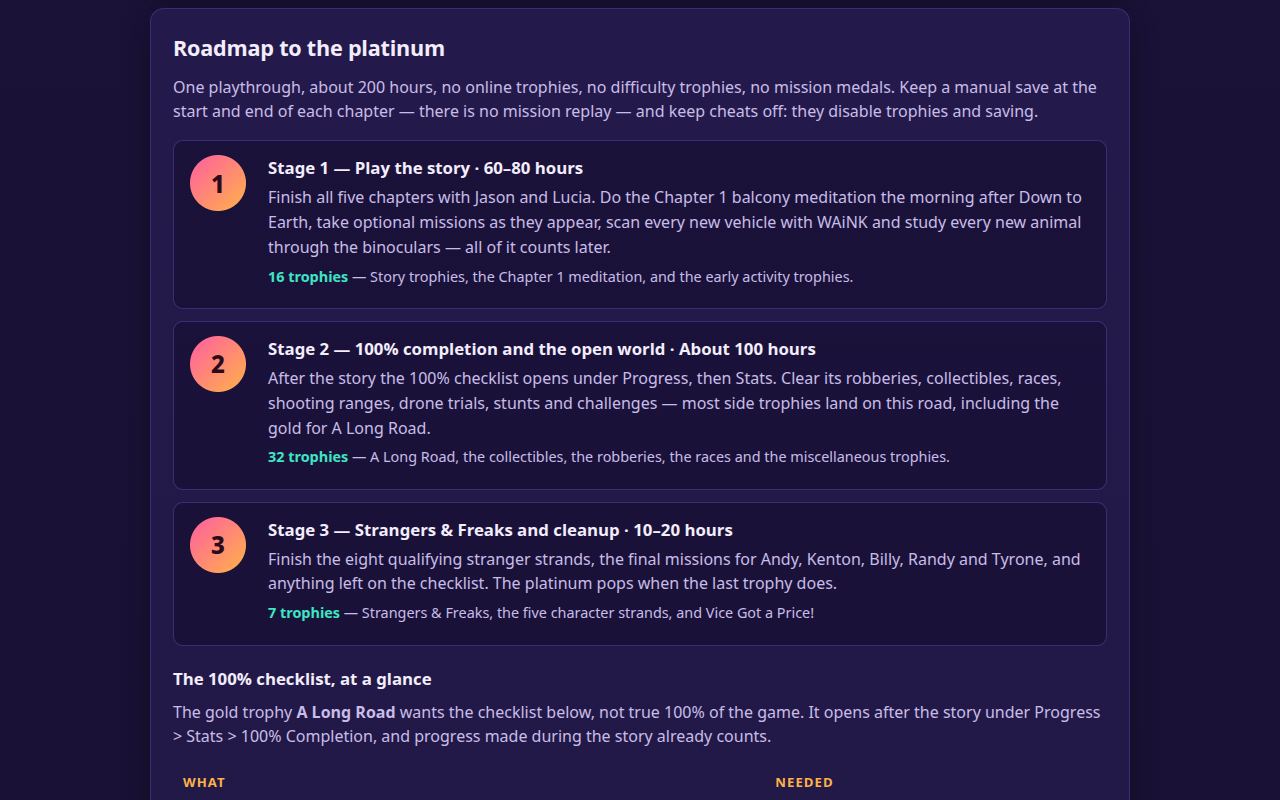 Roadmap to the platinum
One playthrough, about 200 hours, no online trophies, no difficulty trophies, no mission medals. Keep a manual save at the
start and end of each chapter — there is no mission replay — and keep cheats off: they disable trophies and saving.
1
Stage 1 — Play the story · 60–80 hours
Finish all five chapters with Jason and Lucia. Do the Chapter 1 balcony meditation the morning after Down to
Earth, take optional missions as they appear, scan every new vehicle with WAiNK and study every new animal
through the binoculars — all of it counts later.
16 trophies — Story trophies, the Chapter 1 meditation, and the early activity trophies.
2
Stage 2 — 100% completion and the open world · About 100 hours
After the story the 100% checklist opens under Progress, then Stats. Clear its robberies, collectibles, races,
shooting ranges, drone trials, stunts and challenges — most side trophies land on this road, including the
gold for A Long Road.
32 trophies — A Long Road, the collectibles, the robberies, the races and the miscellaneous trophies.
3
Stage 3 — Strangers & Freaks and cleanup · 10–20 hours
Finish the eight qualifying stranger strands, the final missions for Andy, Kenton, Billy, Randy and Tyrone, and
anything left on the checklist. The platinum pops when the last trophy does.
7 trophies — Strangers & Freaks, the five character strands, and Vice Got a Price!
The 100% checklist, at a glance
The gold trophy A Long Road wants the checklist below, not true 100% of the game. It opens after the story under Progress
> Stats > 100% Completion, and progress made during the story already counts.
WHAT NEEDED